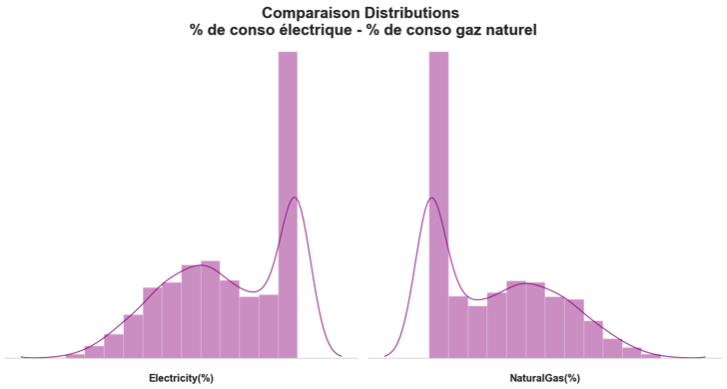 Comparaison Distributions
% de conso électrique - % de conso gaz naturel
Electricity(%)
NaturalGas(%)